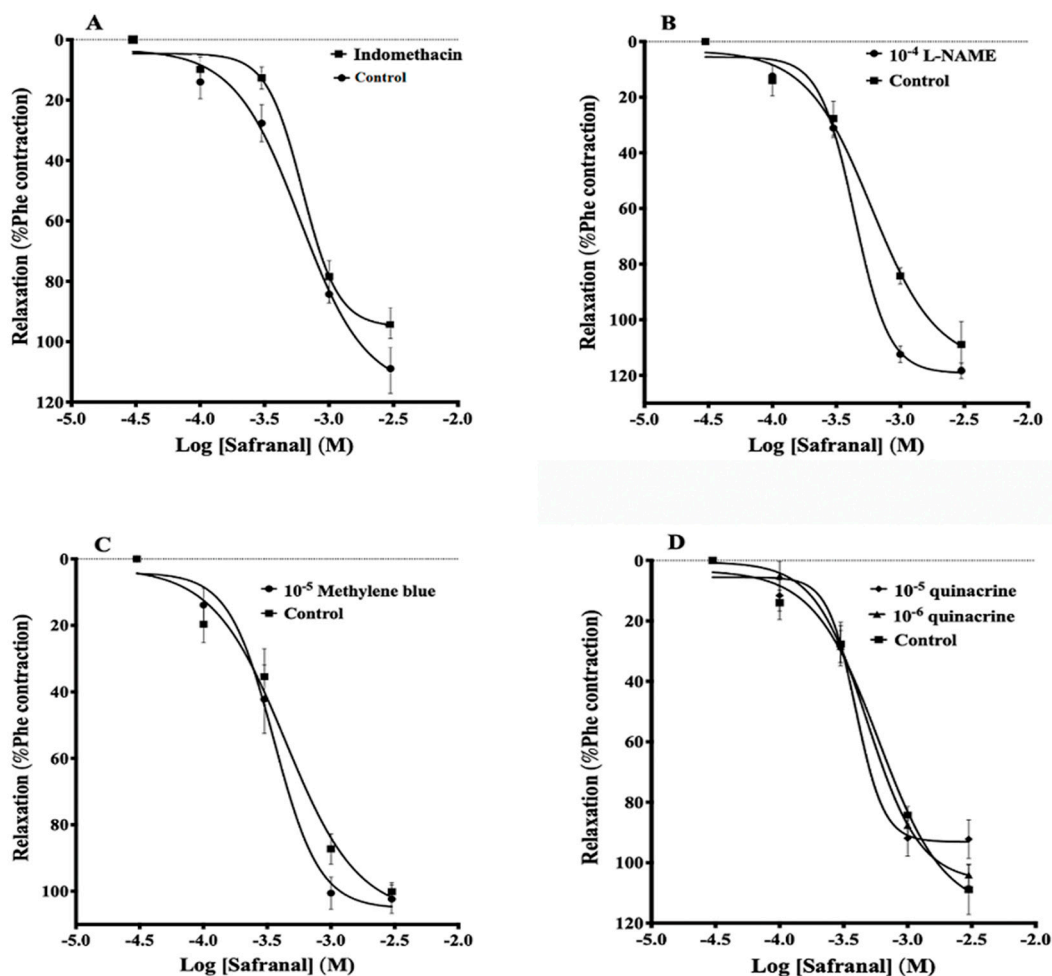 A
0
20
40
60
80
100
120
Relaxation (%Phe contraction)
Indomethacin
Control
-5.0 -4.5 -4.0 -3.5 -3.0 -2.5 -2.0
Log [Safranal] (M)
B
0
20
40
60
80
100
120
Relaxation (%Phe contraction)
10⁻⁴ L-NAME
Control
-5.0 -4.5 -4.0 -3.5 -3.0 -2.5 -2.0
Log [Safranal] (M)
C
0
20
40
60
80
100
Relaxation (%Phe contraction)
10⁻⁵ Methylene blue
Control
-5.0 -4.5 -4.0 -3.5 -3.0 -2.5 -2.0
Log [Safranal] (M)
D
0
20
40
60
80
100
120
Relaxation (%Phe contraction)
10⁻⁵ quinacrine
10⁻⁶ quinacrine
Control
-5.0 -4.5 -4.0 -3.5 -3.0 -2.5 -2.0
Log [Safranal] (M)